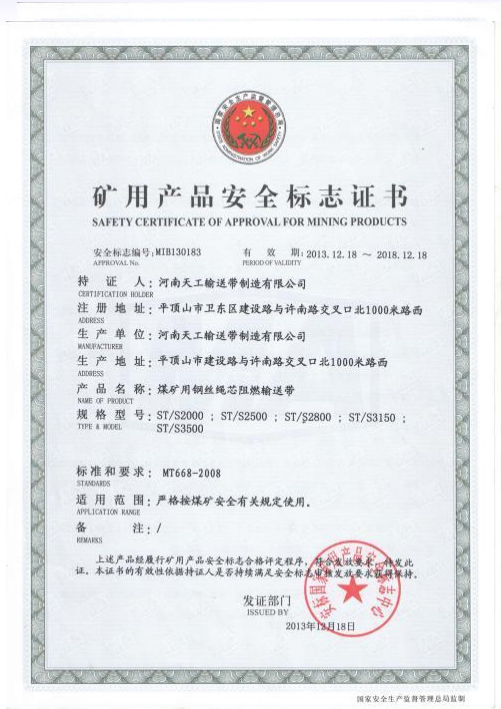 矿用产品安全标志证书
SAFETY CERTIFICATE OF APPROVAL FOR MINING PRODUCTS
安全标志编号:MIB130183 有 效 期:2013.12.18 ~ 2018.12.18
APPROVAL No. PERIOD OF VALIDITY
持 证 人:河南天工输送带制造有限公司
CERTIFICATION HOLDER
注 册 地 址:平顶山市卫东区建设路与许南路交叉口北1000米路西
ADDRESS
生 产 单 位:河南天工输送带制造有限公司
MANUFACTURER
生 产 地 址:平顶山市建设路与许南路交叉口北1000米路西
ADDRESS
产 品 名 称:煤矿用钢丝绳芯阻燃输送带
NAME OF PRODUCT
规 格 型 号:ST/S2000 ; ST/S2500 ; ST/S2800 ; ST/S3150 ;
TYPE & MODEL
ST/S3500
标准和要求: MT668-2008
STANDARDS
适 用 范 围:严格按煤矿安全有关规定使用。
APPLICATION RANGE
备 注:/
REMARKS
上述产品经履行矿用产品安全标志合格评定程序,符合发放要求,特发此
证。本证书的有效性依据持证人是否持续满足安全标志审核发放要求获得保持。
发证部门
ISSUED BY
2013年12月18日
国家安全生产监督管理总局监制